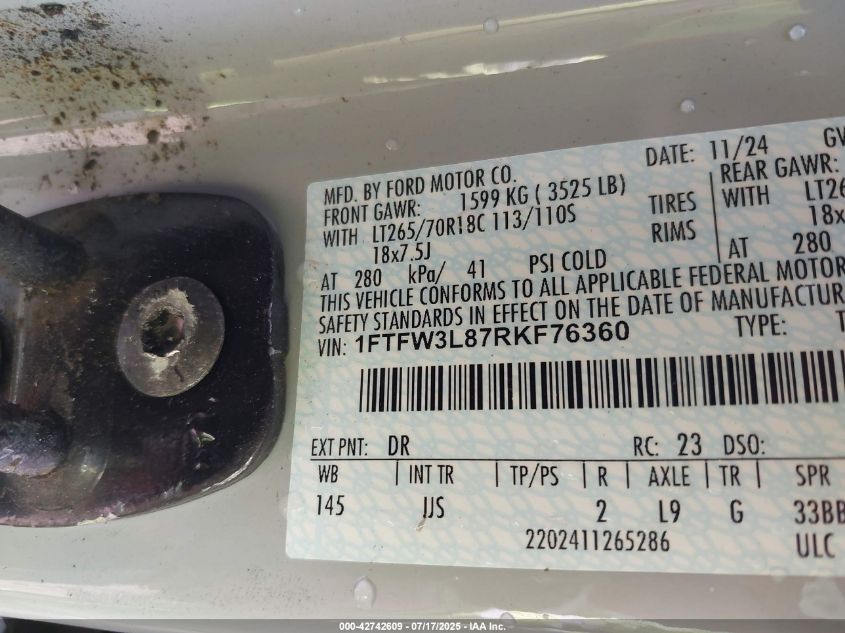 DATE: 11/24 GV
MFD. BY FORD MOTOR CO.
FRONT GAWR: 1599 KG ( 3525 LB) TIRES REAR GAWR:
WITH LT265/70R18C 113/110S RIMS WITH LT26
18x7.5J 18x
AT 280 kPa/ 41 PSI COLD AT 280
THIS VEHICLE CONFORMS TO ALL APPLICABLE FEDERAL MOTOR
SAFETY STANDARDS IN EFFECT ON THE DATE OF MANUFACTUR
VIN: 1FTFW3L87RKF76360 TYPE: T
EXT PNT: DR RC: 23 DSO:
WB INT TR TP/PS R AXLE TR SPR
145 JJS 2 L9 G 33BB
2202411265286 ULC
000-42742609 - 07/17/2025 - IAA Inc.